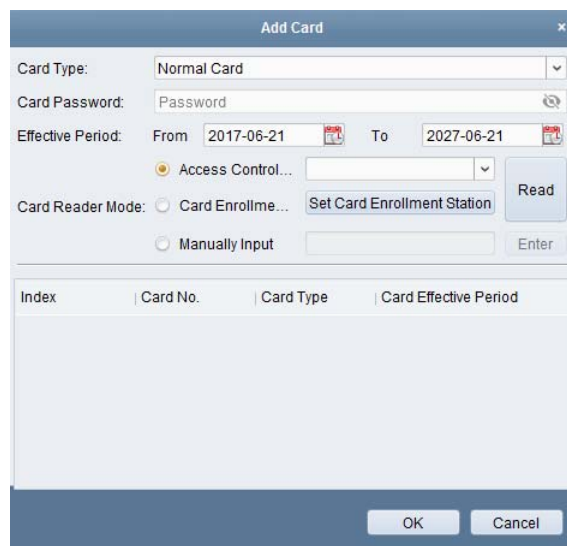 Add Card ×
Card Type: Normal Card
Card Password: Password
Effective Period: From 2017-06-21 To 2027-06-21
Access Control...
Read
Card Reader Mode: Card Enrollme... Set Card Enrollment Station
Manually Input Enter
Index Card No. Card Type Card Effective Period
OK Cancel